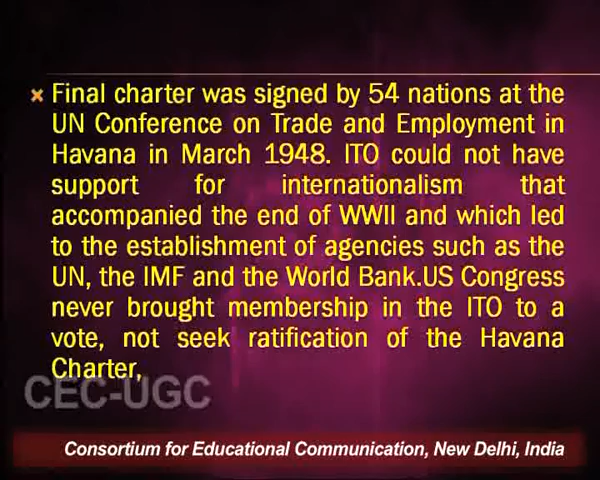 Final charter was signed by 54 nations at the
UN Conference on Trade and Employment in
Havana in March 1948. ITO could not have
support for internationalism that
accompanied the end of WWII and which led
to the establishment of agencies such as the
UN, the IMF and the World Bank.US Congress
never brought membership in the ITO to a
vote, not seek ratification of the Havana
Charter,
CEC-UGC
Consortium for Educational Communication, New Delhi, India